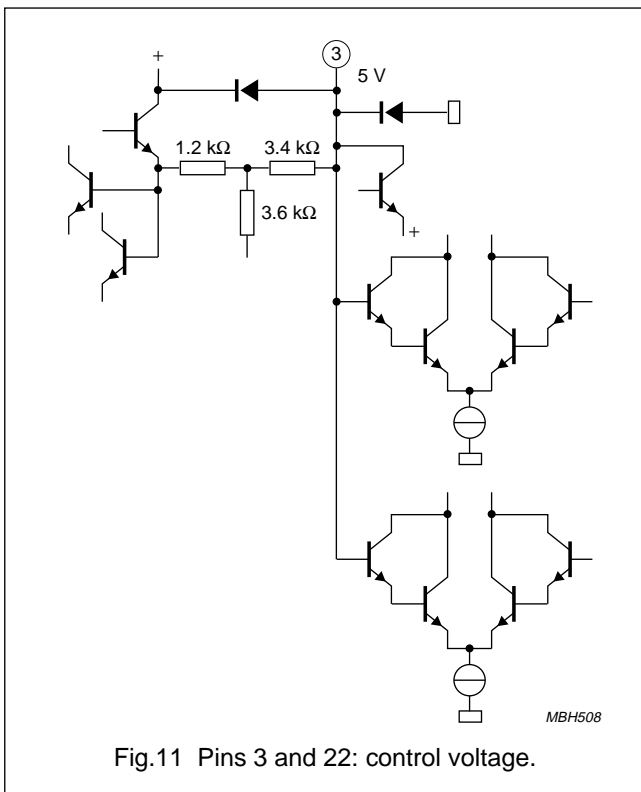 3
+
5 V
1.2 kΩ 3.4 kΩ
3.6 kΩ
+
MBH508
Fig.11 Pins 3 and 22: control voltage.